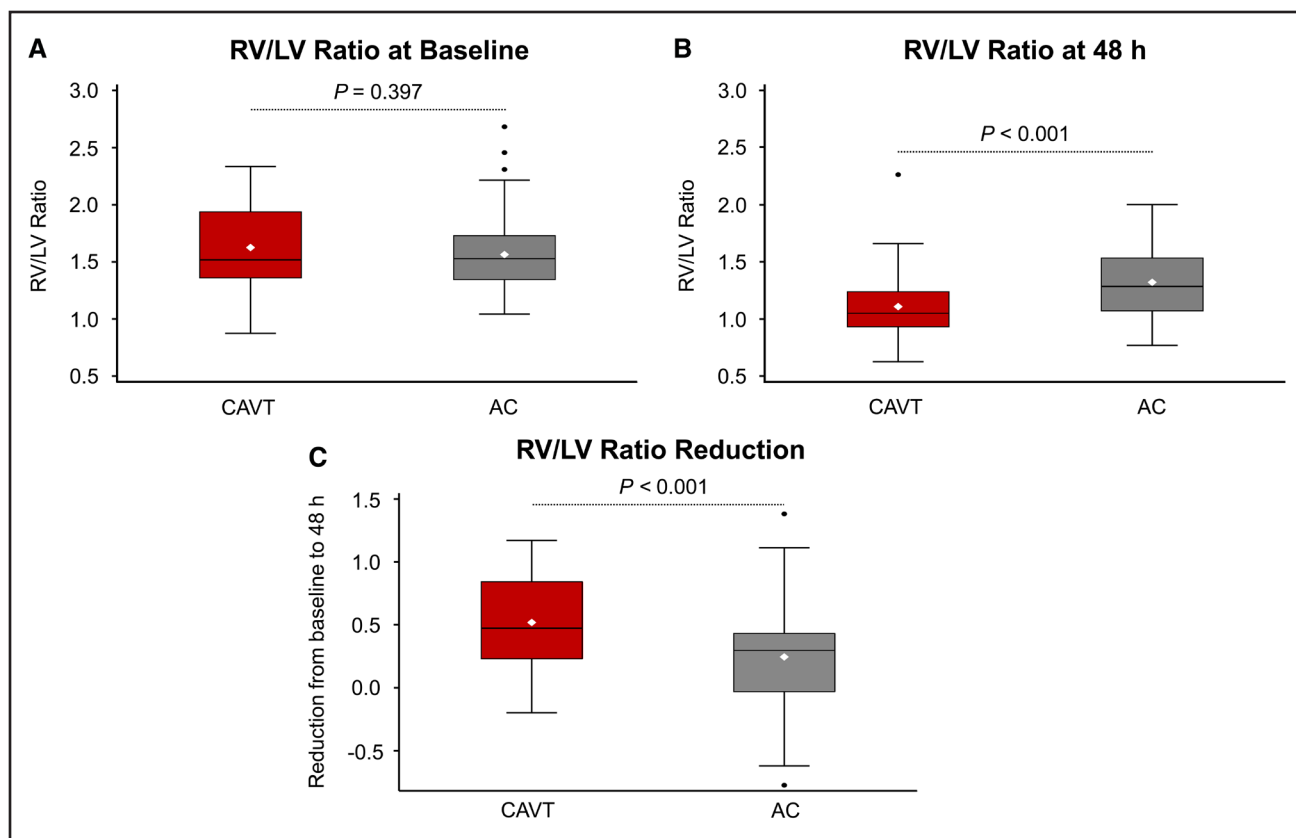 A
RV/LV Ratio at Baseline
P = 0.397
RV/LV Ratio
3.0
2.5
2.0
1.5
1.0
0.5
CAVT
AC
B
RV/LV Ratio at 48 h
P < 0.001
RV/LV Ratio
3.0
2.5
2.0
1.5
1.0
0.5
CAVT
AC
C
RV/LV Ratio Reduction
P < 0.001
Reduction from baseline to 48 h
1.5
1.0
0.5
0.0
-0.5
CAVT
AC